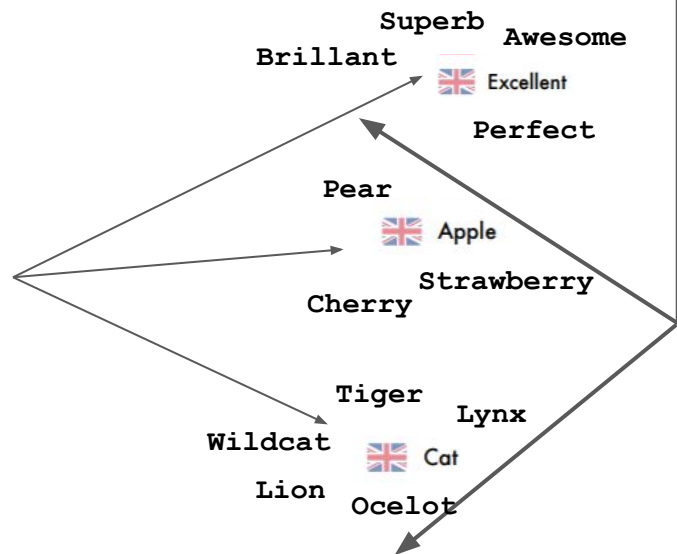 Superb
Awesome
Brillant
Excellent
Perfect
Pear
Apple
Strawberry
Cherry
Tiger
Lynx
Wildcat
Cat
Lion
Ocelot